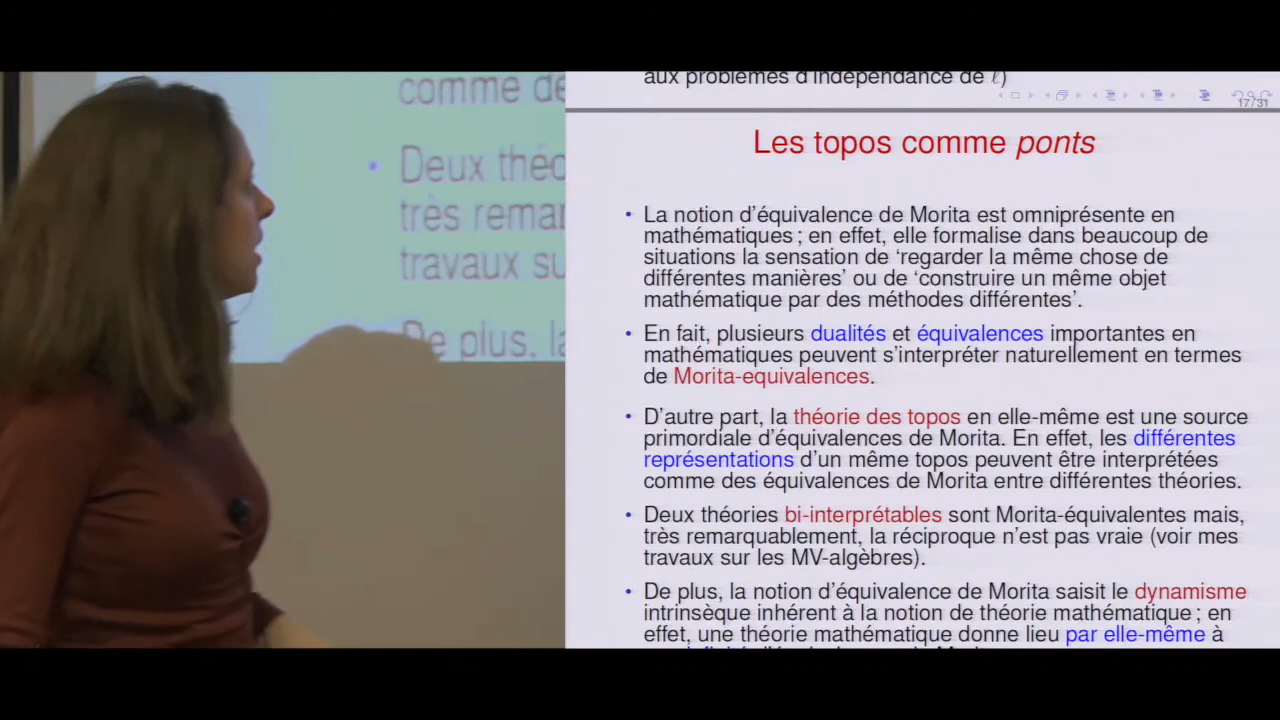 comme de
Deux théo
très remar
travaux su
De plus, la
aux problèmes d'indépendance de ℓ)
17/31
Les topos comme ponts
• La notion d'équivalence de Morita est omniprésente en
mathématiques ; en effet, elle formalise dans beaucoup de
situations la sensation de ‘regarder la même chose de
différentes manières’ ou de ‘construire un même objet
mathématique par des méthodes différentes’.
• En fait, plusieurs dualités et équivalences importantes en
mathématiques peuvent s'interpréter naturellement en termes
de Morita-equivalences.
• D'autre part, la théorie des topos en elle-même est une source
primordiale d'équivalences de Morita. En effet, les différentes
représentations d'un même topos peuvent être interprétées
comme des équivalences de Morita entre différentes théories.
• Deux théories bi-interprétables sont Morita-équivalentes mais,
très remarquablement, la réciproque n'est pas vraie (voir mes
travaux sur les MV-algèbres).
• De plus, la notion d'équivalence de Morita saisit le dynamisme
intrinsèque inhérent à la notion de théorie mathématique ; en
effet, une théorie mathématique donne lieu par elle-même à